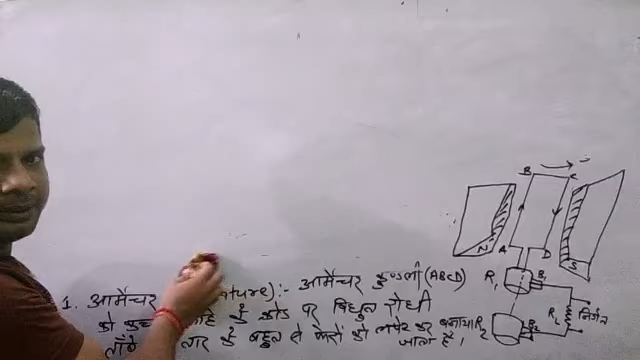 B C
N A D S
1. आर्मेचर ature):- आर्मेचर कुण्डली (ABCD) R1 B1
को कच्चे लोहे के क्रोड पर विद्युत रोधी RL निर्गत
ताँबे तार के बहुत से फेरों को लपेट कर बनाया R2 B2
जाता है।